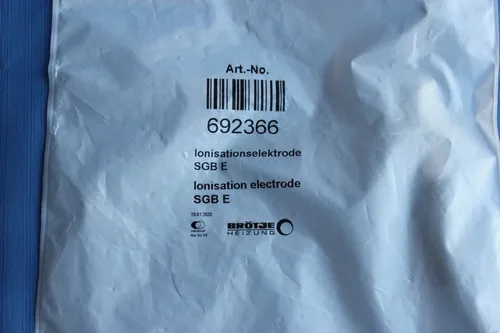 Art.-No.
692366
Ionisationselektrode
SGB E
Ionisation electrode
SGB E
BRÖTJE
HEIZUNG